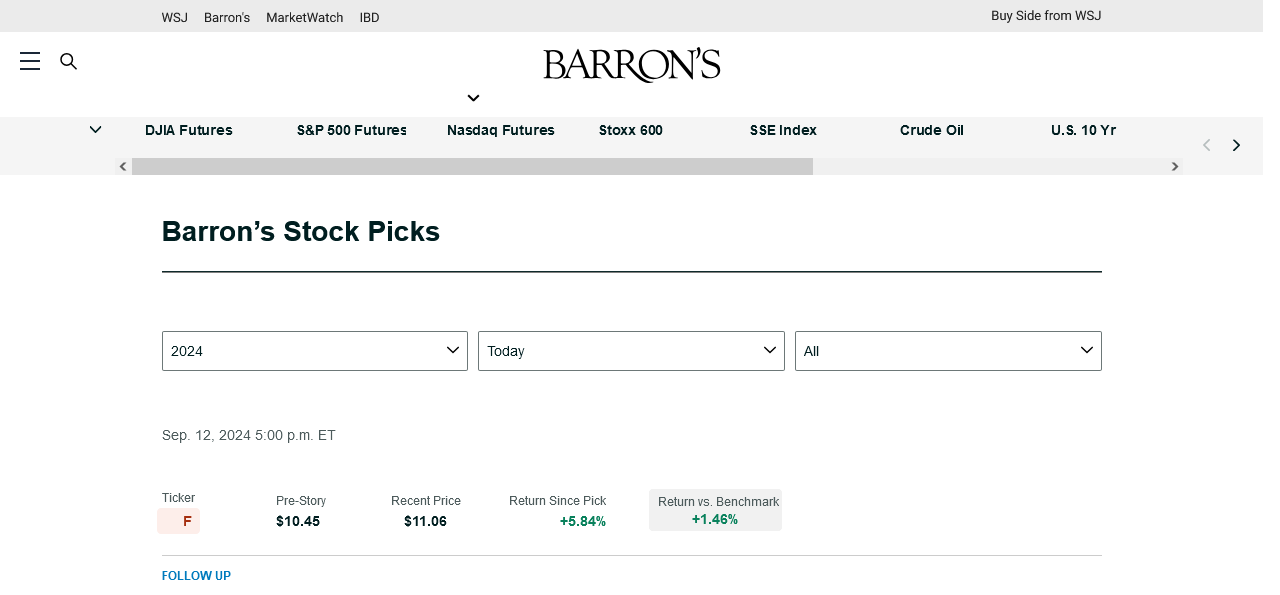 WSJ Barron's MarketWatch IBD Buy Side from WSJ
BARRON'S
DJIA Futures S&P 500 Futures Nasdaq Futures Stoxx 600 SSE Index Crude Oil U.S. 10 Yr
Barron’s Stock Picks
2024 Today All
Sep. 12, 2024 5:00 p.m. ET
Ticker Pre-Story Recent Price Return Since Pick Return vs. Benchmark
F $10.45 $11.06 +5.84% +1.46%
FOLLOW UP